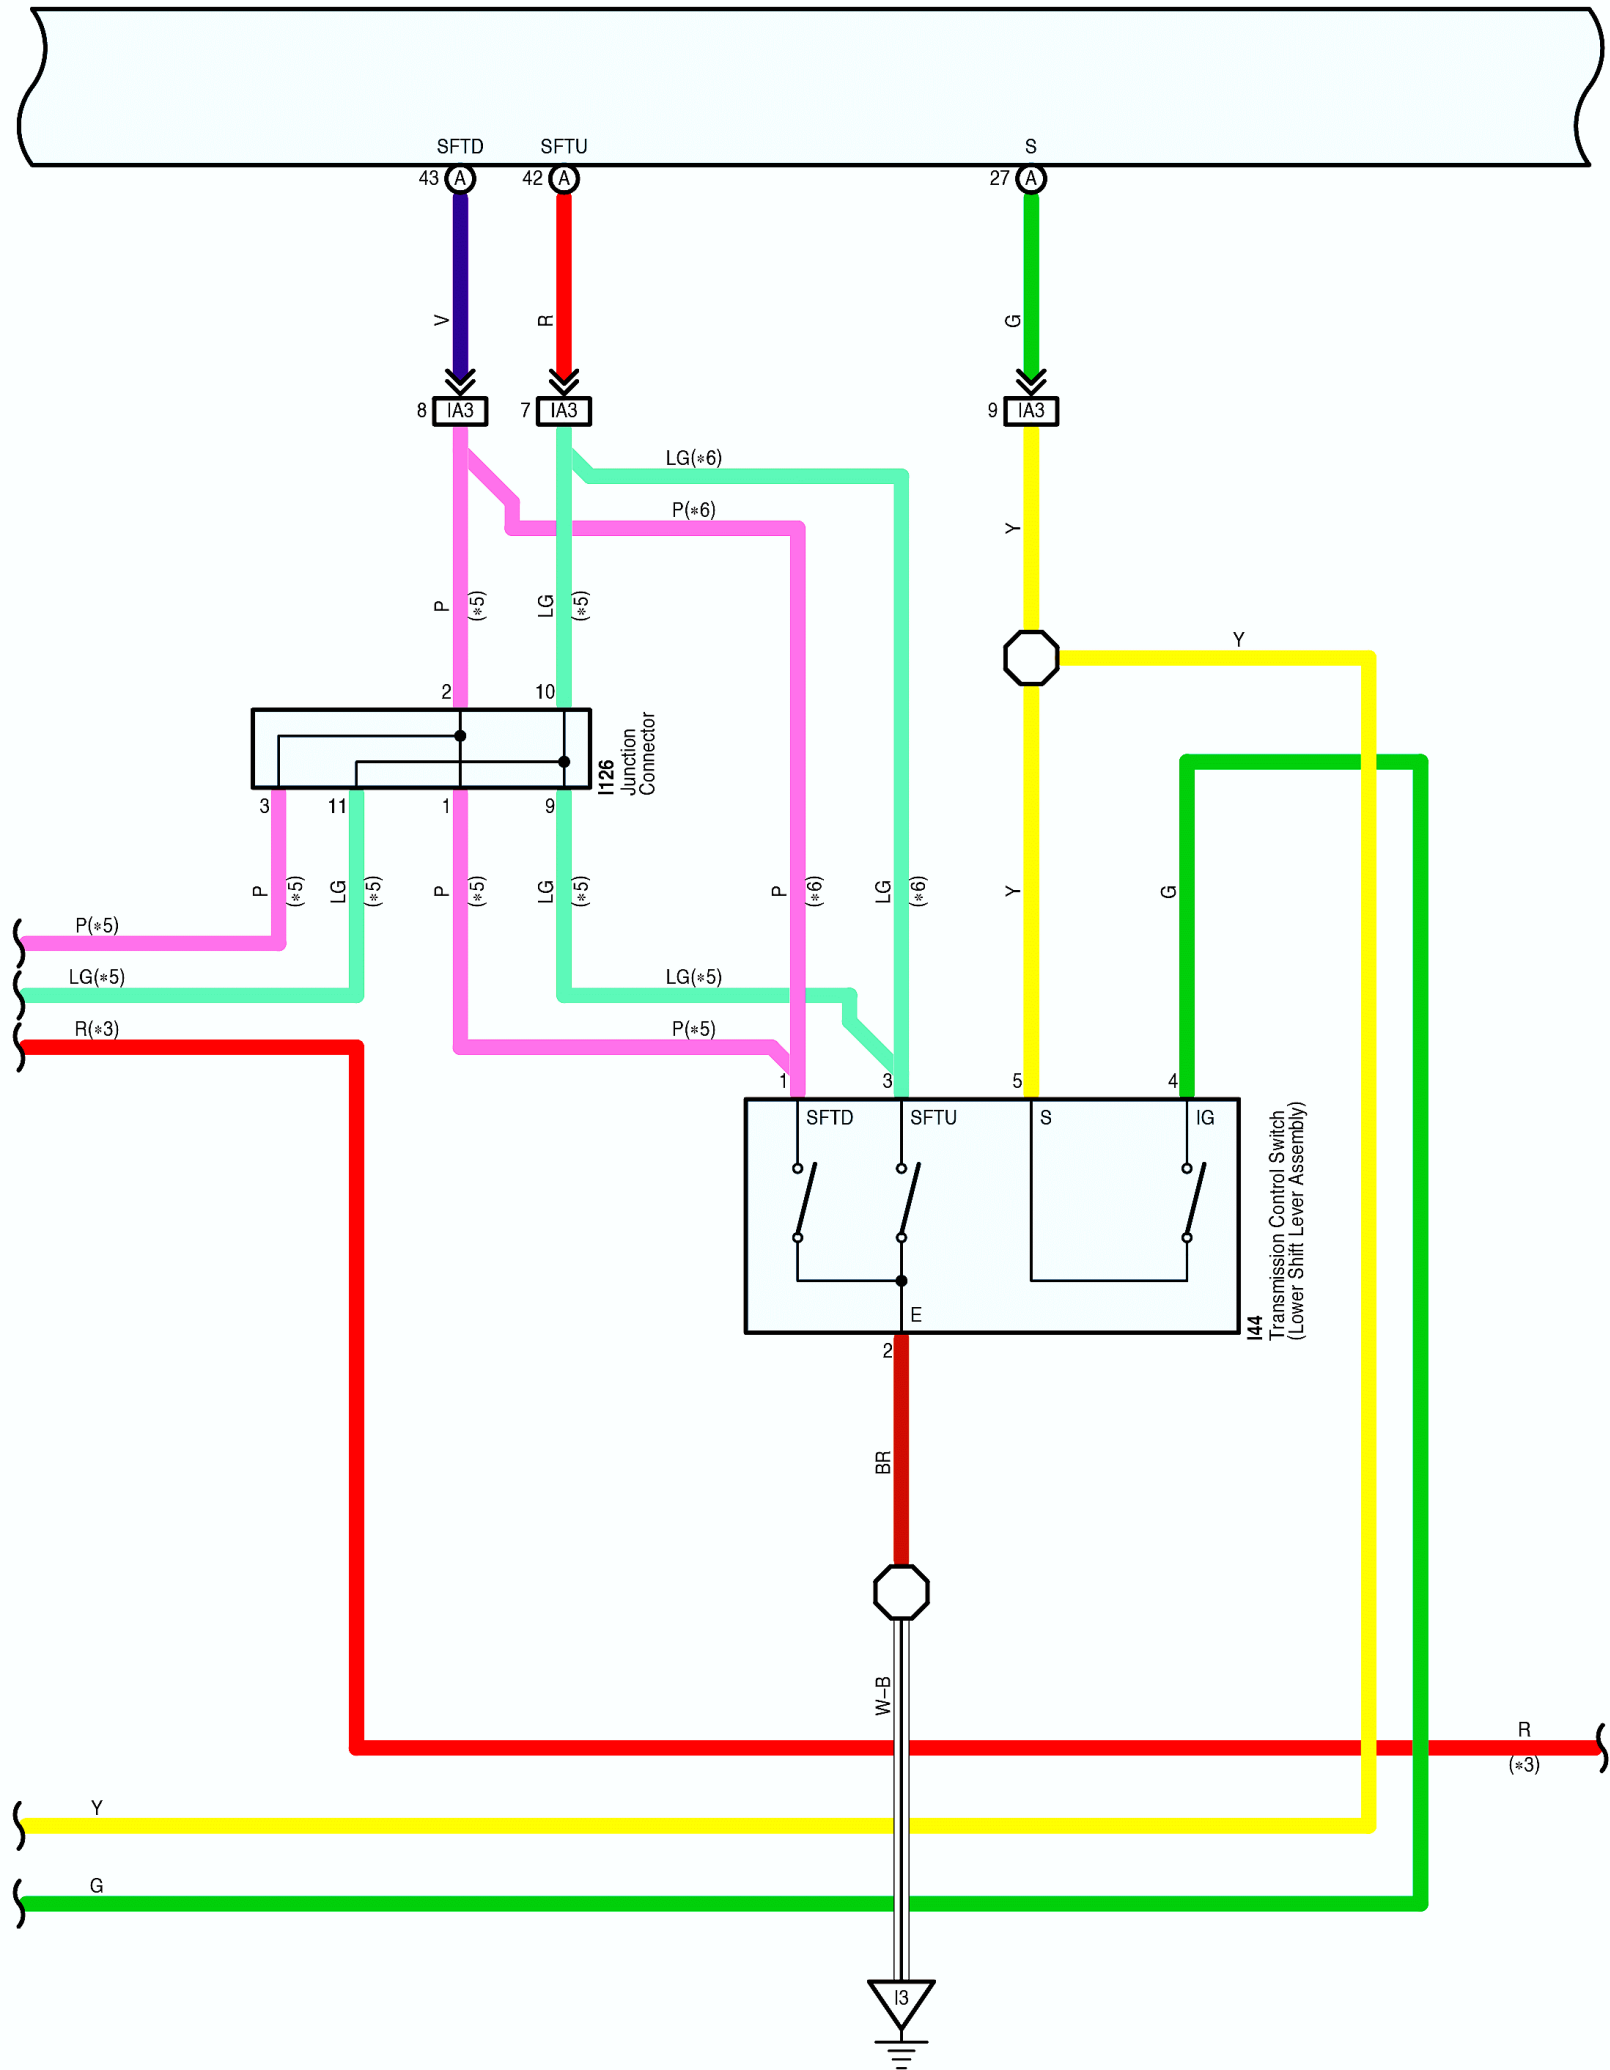 SFTD
SFTU
S
43 A
42 A
27 A
V
R
G
8 IA3
7 IA3
9 IA3
LG(*6)
P(*6)
Y
P
(*5)
LG
(*5)
Y
2
10
I126
Junction
Connector
3
11
1
9
P
(*5)
LG
(*5)
P
(*5)
LG
(*5)
P
(*6)
LG
(*6)
Y
G
P(*5)
LG(*5)
LG(*5)
R(*3)
P(*5)
1
3
5
4
SFTD
SFTU
S
IG
E
I44
Transmission Control Switch
(Lower Shift Lever Assembly)
2
BR
W-B
R
(*3)
Y
G
I3